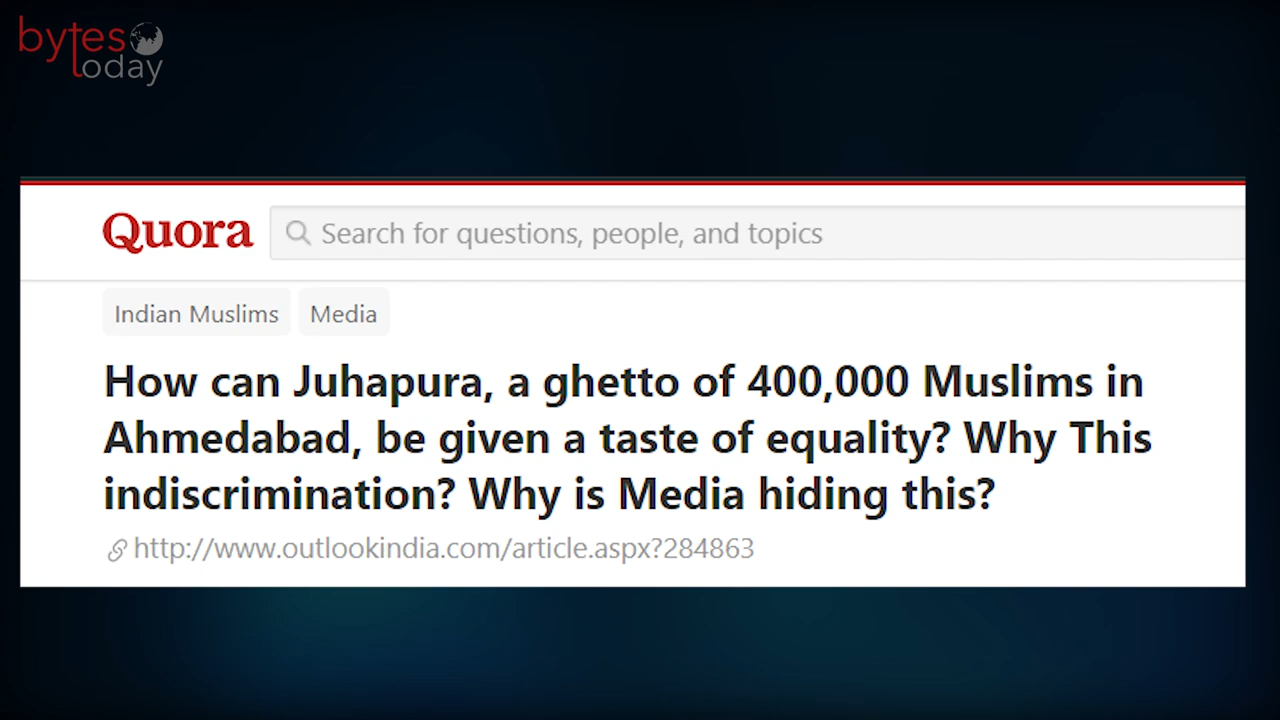 bytes
today
Quora
Search for questions, people, and topics
Indian Muslims
Media
How can Juhapura, a ghetto of 400,000 Muslims in
Ahmedabad, be given a taste of equality? Why This
indiscrimination? Why is Media hiding this?
http://www.outlookindia.com/article.aspx?284863